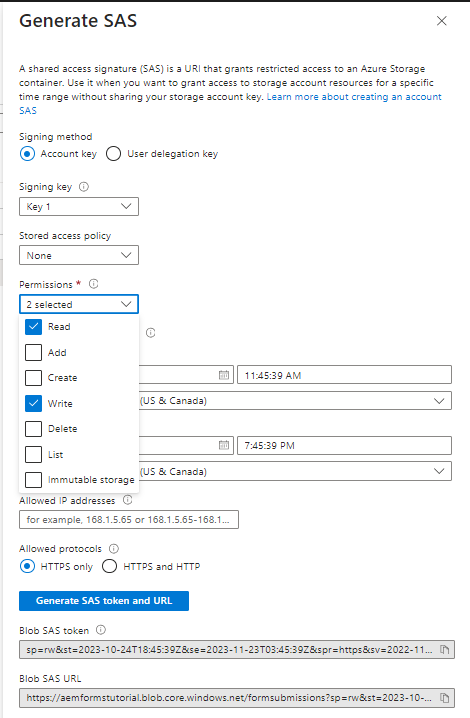 Generate SAS
A shared access signature (SAS) is a URI that grants restricted access to an Azure Storage
container. Use it when you want to grant access to storage account resources for a specific
time range without sharing your storage account key. Learn more about creating an account
SAS
Signing method
Account key User delegation key
Signing key
Key 1
Stored access policy
None
Permissions *
2 selected
Read
Add
Create
11:45:39 AM
(US & Canada)
Write
Delete
7:45:39 PM
List
(US & Canada)
Immutable storage
Allowed IP addresses
for example, 168.1.5.65 or 168.1.5.65-168.1...
Allowed protocols
HTTPS only HTTPS and HTTP
Generate SAS token and URL
Blob SAS token
sp=rw&st=2023-10-24T18:45:39Z&se=2023-11-23T03:45:39Z&spr=https&sv=2022-11...
Blob SAS URL
https://aemformstutorial.blob.core.windows.net/formsubmissions?sp=rw&st=2023-10-...